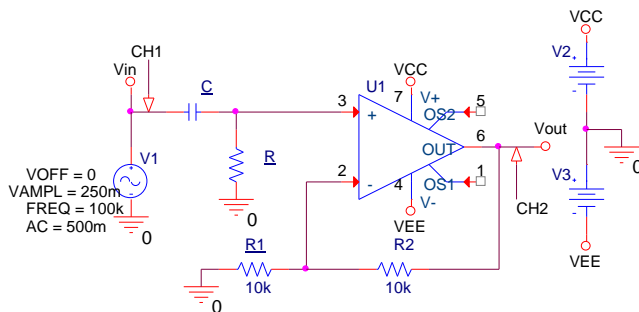 CH1
Vin
C
R
V1
VOFF = 0
VAMPL = 250m
FREQ = 100k
AC = 500m
0
0
U1
VCC
7
V+
5
OS2
3
+
6
OUT
2
-
1
OS1
4
V-
VEE
Vout
CH2
R1
10k
R2
10k
0
VCC
V2
+
-
0
V3
+
-
VEE